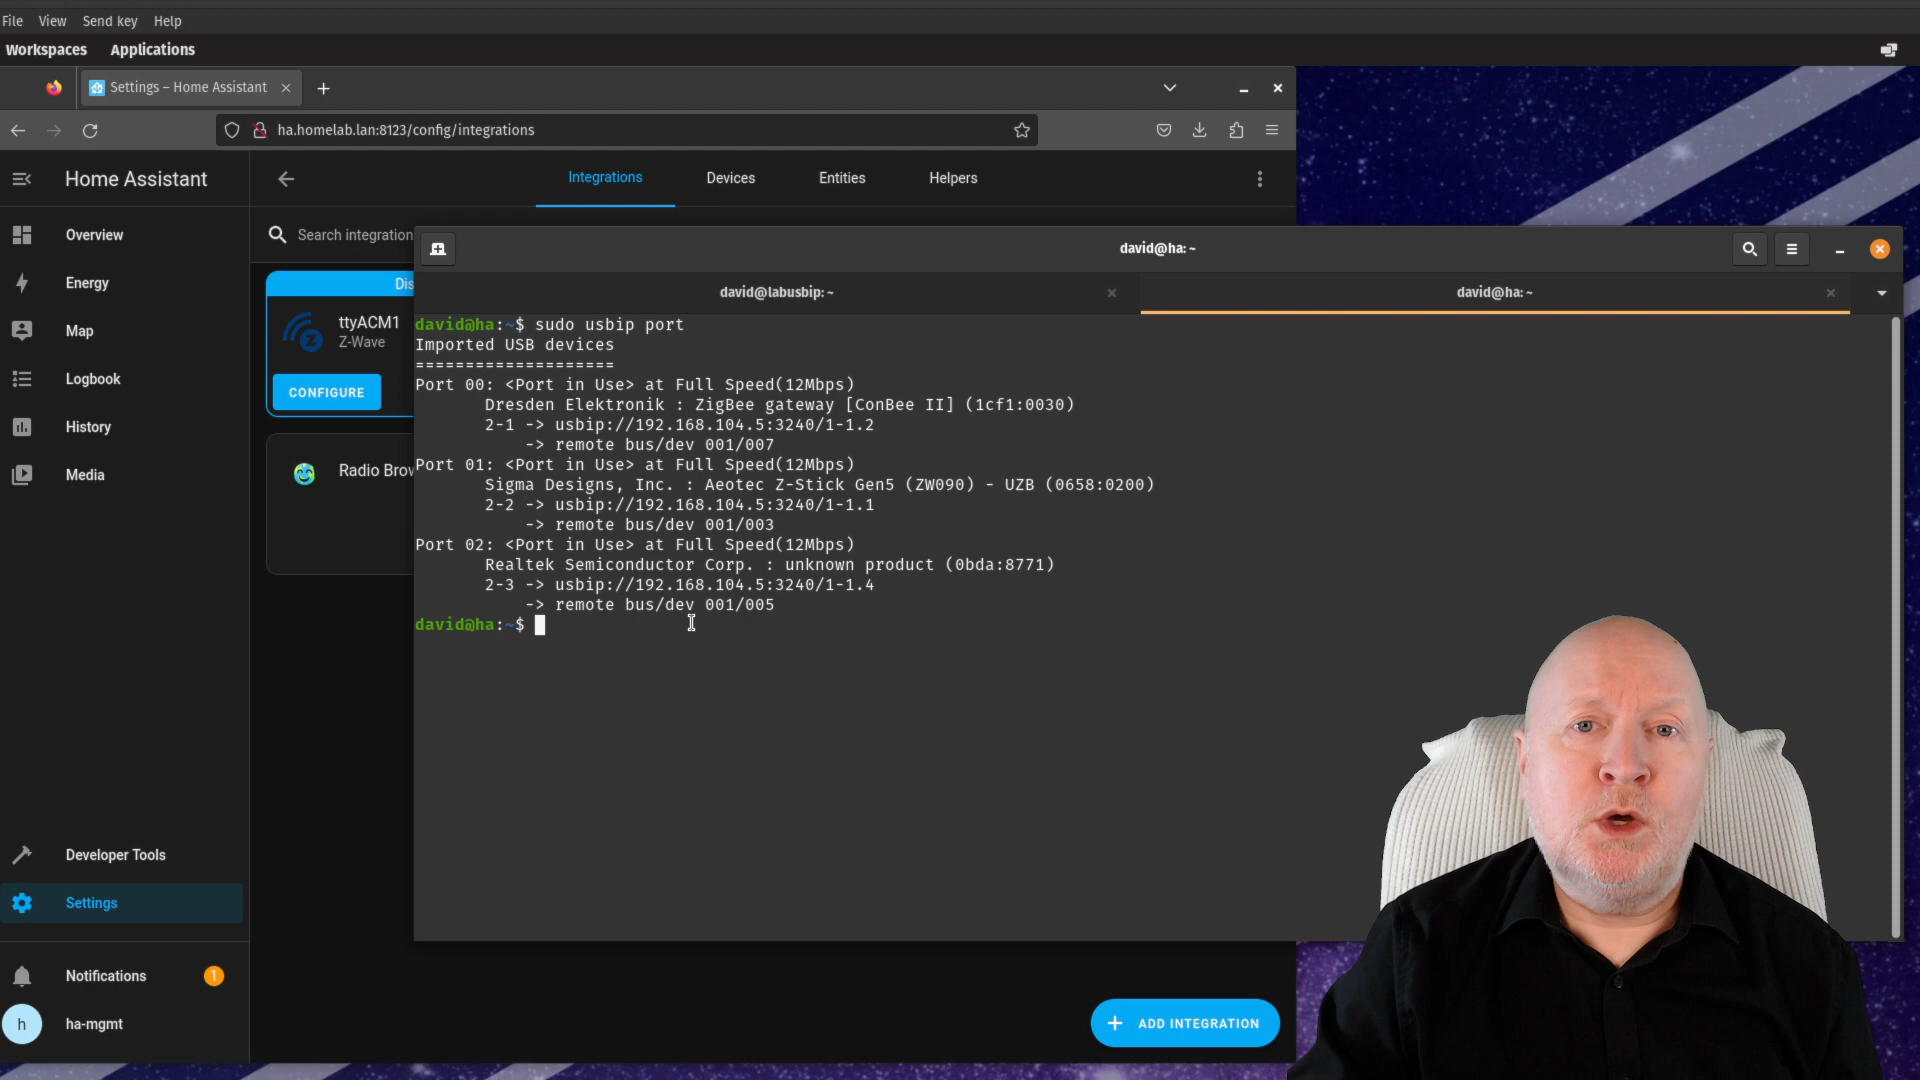 File View Send key Help
Workspaces Applications
Settings – Home Assistant
ha.homelab.lan:8123/config/integrations
Home Assistant
Integrations Devices Entities Helpers
Overview
Energy
Map
Logbook
History
Media
Developer Tools
Settings
Notifications 1
h ha-mgmt
Search integration
Dis
ttyACM1
Z-Wave
CONFIGURE
Radio Brow
ADD INTEGRATION
david@ha: ~
david@labusbip: ~ david@ha: ~
david@ha:~$ sudo usbip port
Imported USB devices
====================
Port 00: <Port in Use> at Full Speed(12Mbps)
Dresden Elektronik : ZigBee gateway [ConBee II] (1cf1:0030)
2-1 -> usbip://192.168.104.5:3240/1-1.2
-> remote bus/dev 001/007
Port 01: <Port in Use> at Full Speed(12Mbps)
Sigma Designs, Inc. : Aeotec Z-Stick Gen5 (ZW090) - UZB (0658:0200)
2-2 -> usbip://192.168.104.5:3240/1-1.1
-> remote bus/dev 001/003
Port 02: <Port in Use> at Full Speed(12Mbps)
Realtek Semiconductor Corp. : unknown product (0bda:8771)
2-3 -> usbip://192.168.104.5:3240/1-1.4
-> remote bus/dev 001/005
david@ha:~$